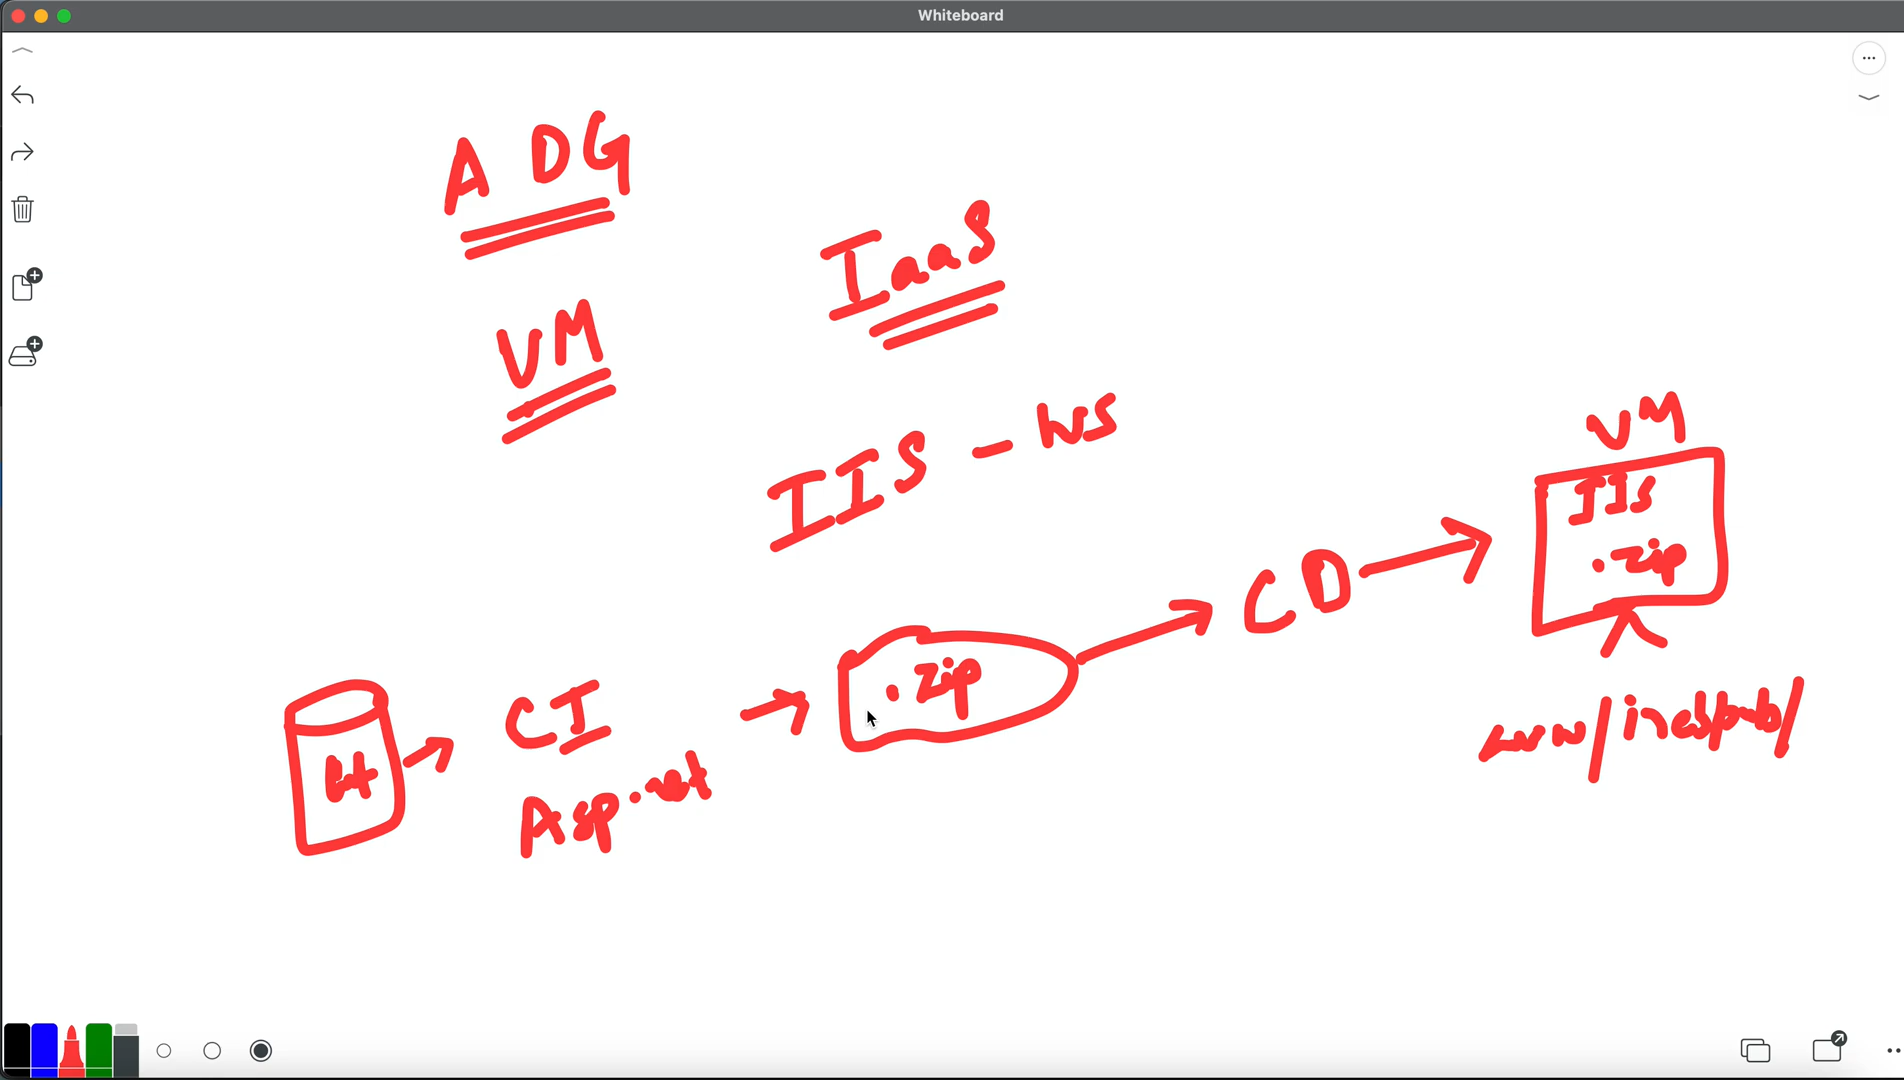 Whiteboard
ADG
IaaS
VM
IIS - WS
VM
IIS
.zip
CD
.zip
CI
Asp.net